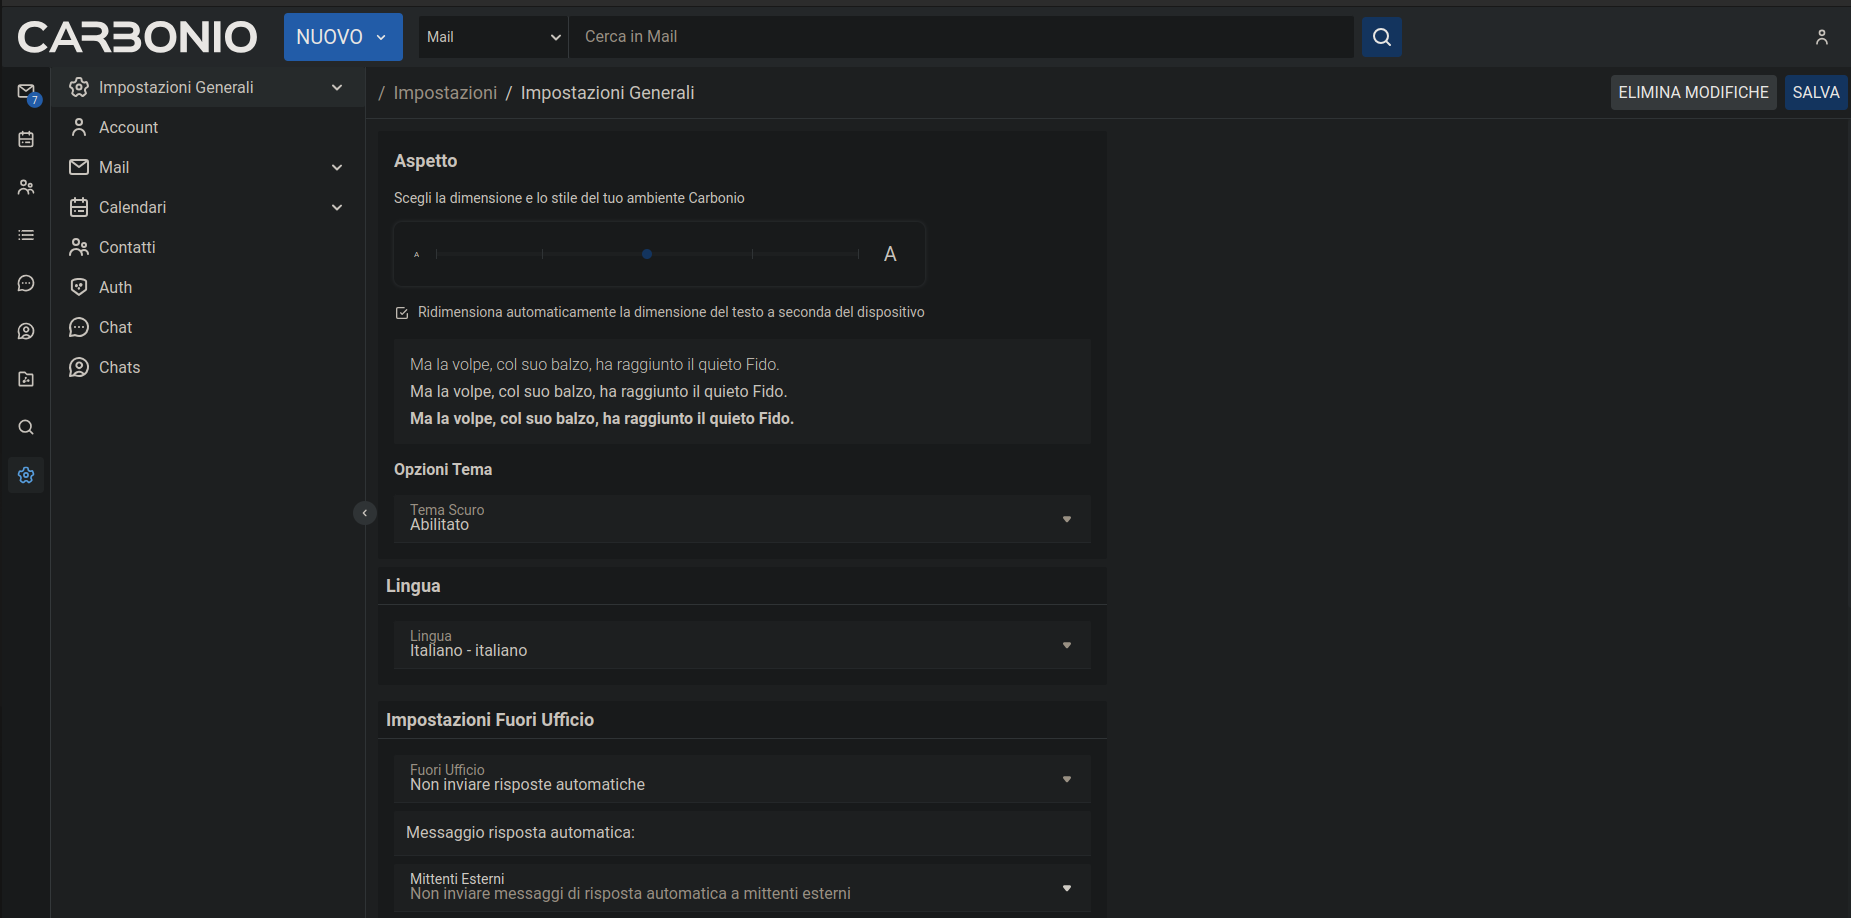 CARBONIO
NUOVO
Mail
Cerca in Mail
7
Impostazioni Generali
Account
Mail
Calendari
Contatti
Auth
Chat
Chats
/ Impostazioni / Impostazioni Generali
ELIMINA MODIFICHE
SALVA
Aspetto
Scegli la dimensione e lo stile del tuo ambiente Carbonio
A A
Ridimensiona automaticamente la dimensione del testo a seconda del dispositivo
Ma la volpe, col suo balzo, ha raggiunto il quieto Fido.
Ma la volpe, col suo balzo, ha raggiunto il quieto Fido.
Ma la volpe, col suo balzo, ha raggiunto il quieto Fido.
Opzioni Tema
Tema Scuro
Abilitato
Lingua
Lingua
Italiano - italiano
Impostazioni Fuori Ufficio
Fuori Ufficio
Non inviare risposte automatiche
Messaggio risposta automatica:
Mittenti Esterni
Non inviare messaggi di risposta automatica a mittenti esterni